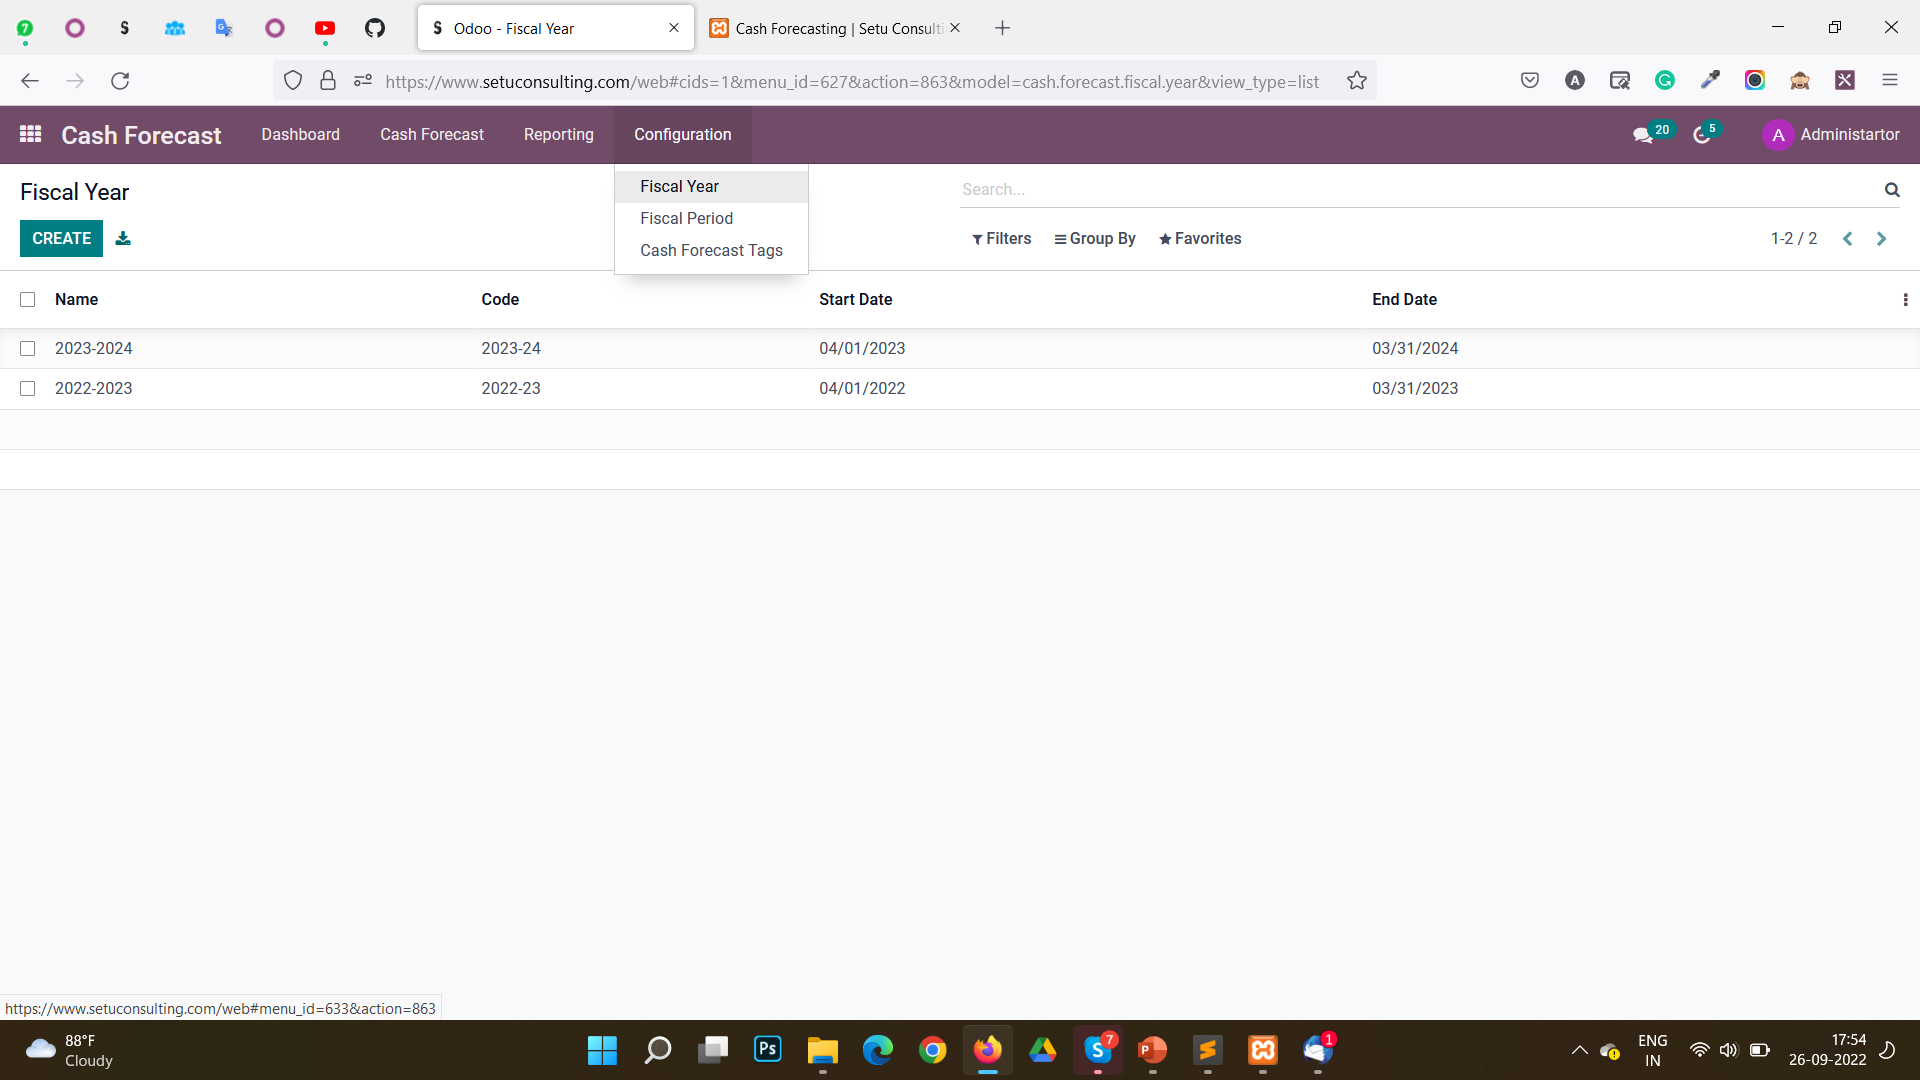 7
S
S Odoo - Fiscal Year
Cash Forecasting | Setu Consulti
https://www.setuconsulting.com/web#cids=1&menu_id=627&action=863&model=cash.forecast.fiscal.year&view_type=list
A
Cash Forecast Dashboard Cash Forecast Reporting Configuration 20 5 A Administartor
Fiscal Year
CREATE
Fiscal Year
Fiscal Period
Cash Forecast Tags
Search...
Filters Group By Favorites 1-2 / 2
Name Code Start Date End Date
2023-2024 2023-24 04/01/2023 03/31/2024
2022-2023 2022-23 04/01/2022 03/31/2023
https://www.setuconsulting.com/web#menu_id=633&action=863
88°F
Cloudy
Ps
S 7
P
1
ENG
IN
17:54
26-09-2022